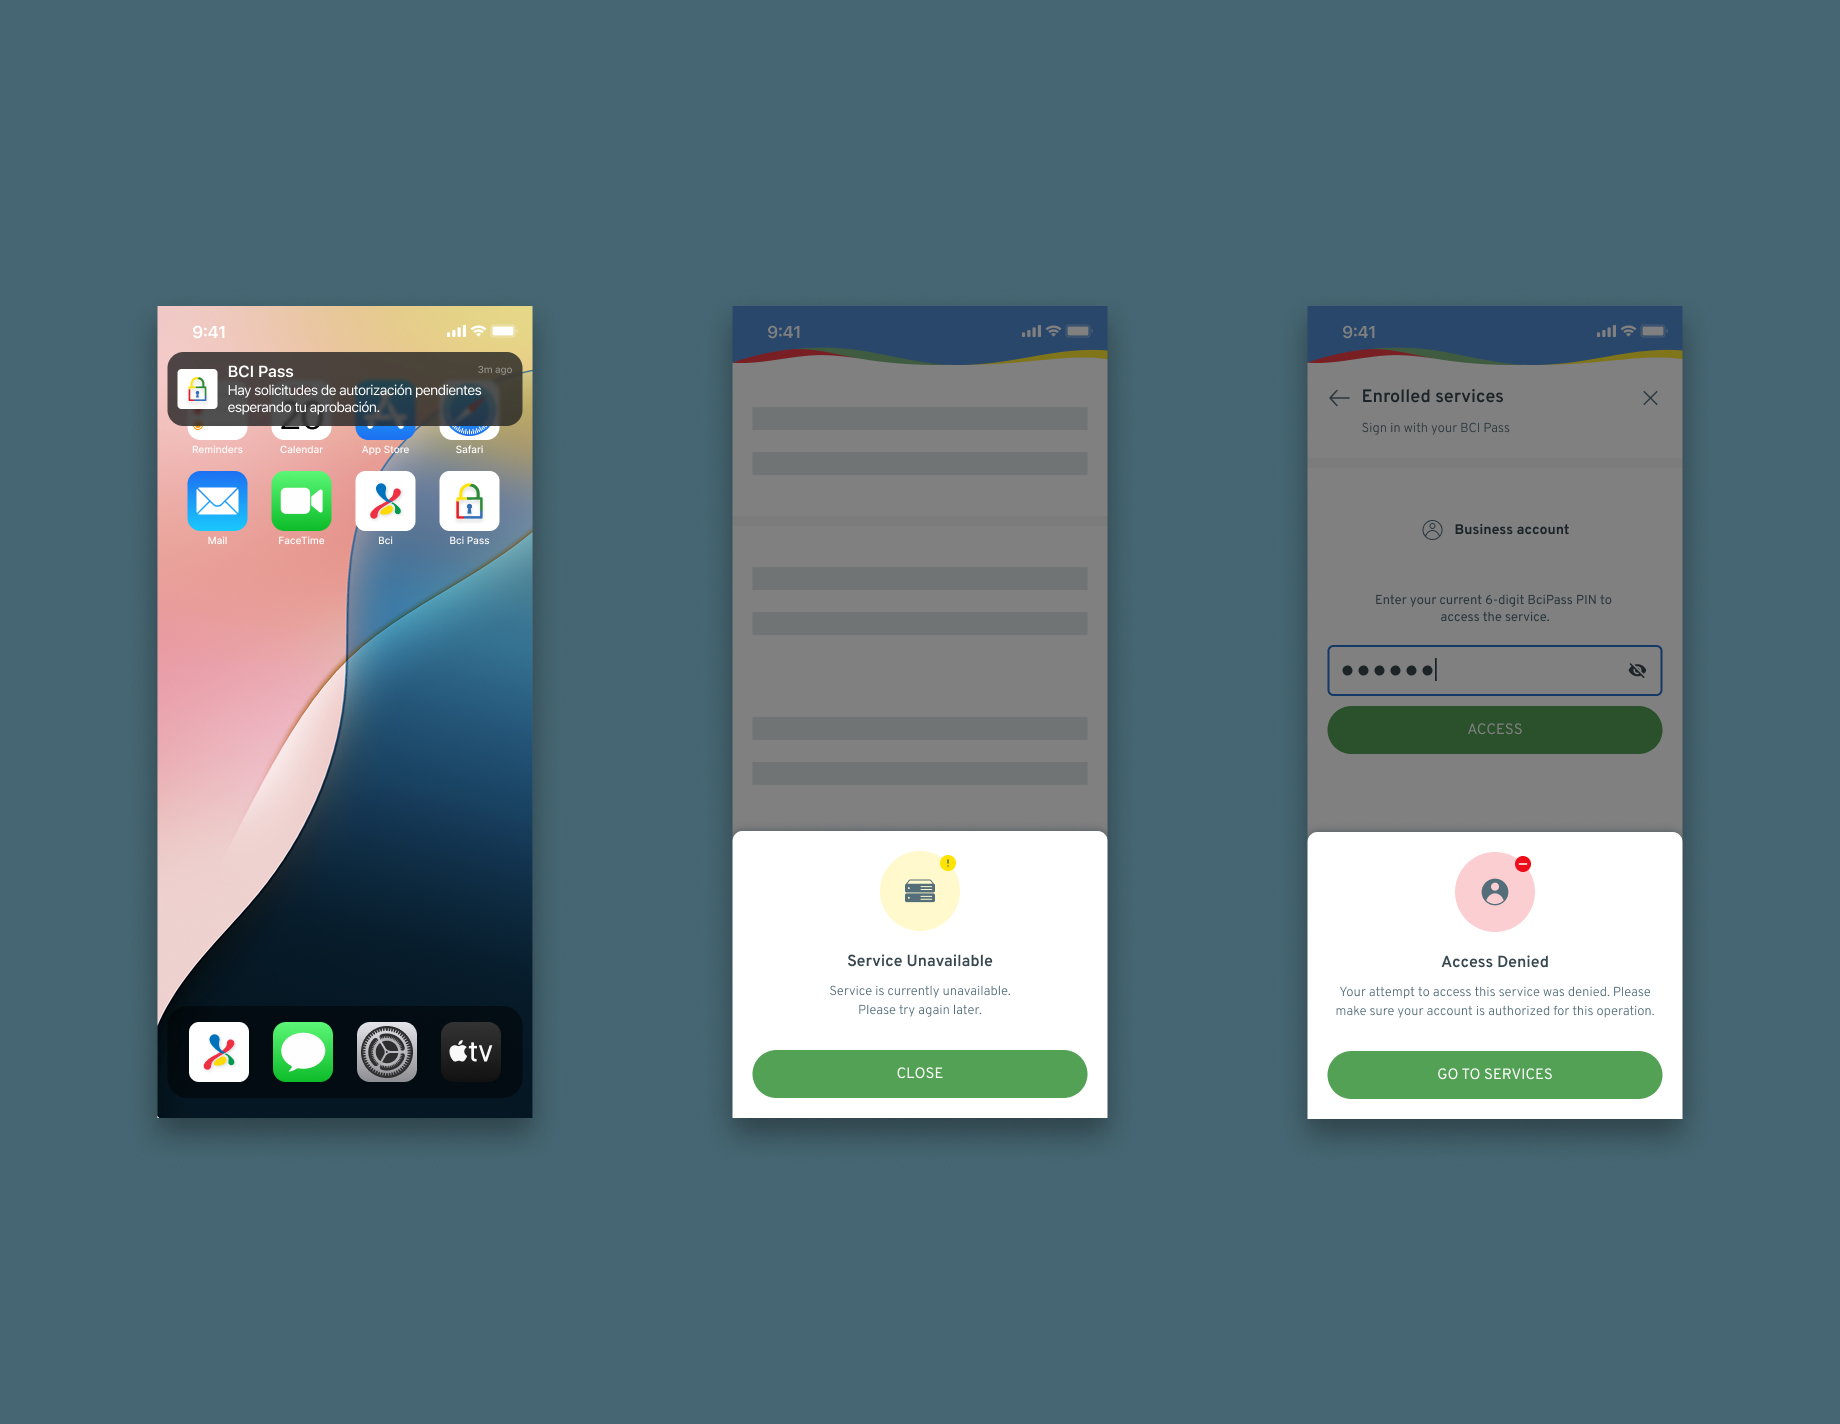 9:41
BCI Pass
3m ago
Hay solicitudes de autorización pendientes
esperando tu aprobación.
Reminders
Calendar
App Store
Safari
Mail
FaceTime
Bci
Bci Pass
tv
9:41
Service Unavailable
Service is currently unavailable.
Please try again later.
CLOSE
9:41
Enrolled services
Sign in with your BCI Pass
Business account
Enter your current 6-digit BciPass PIN to
access the service.
ACCESS
Access Denied
Your attempt to access this service was denied. Please
make sure your account is authorized for this operation.
GO TO SERVICES